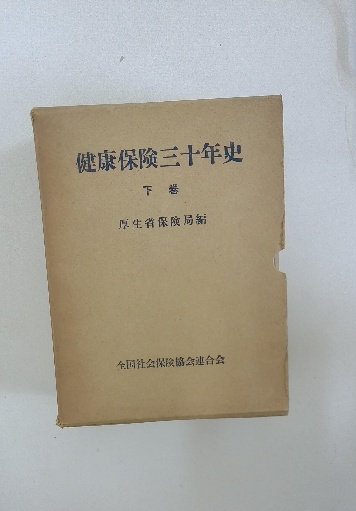 健康保険三十年史
下巻
厚生省保険局編
全国社会保険協会連合会